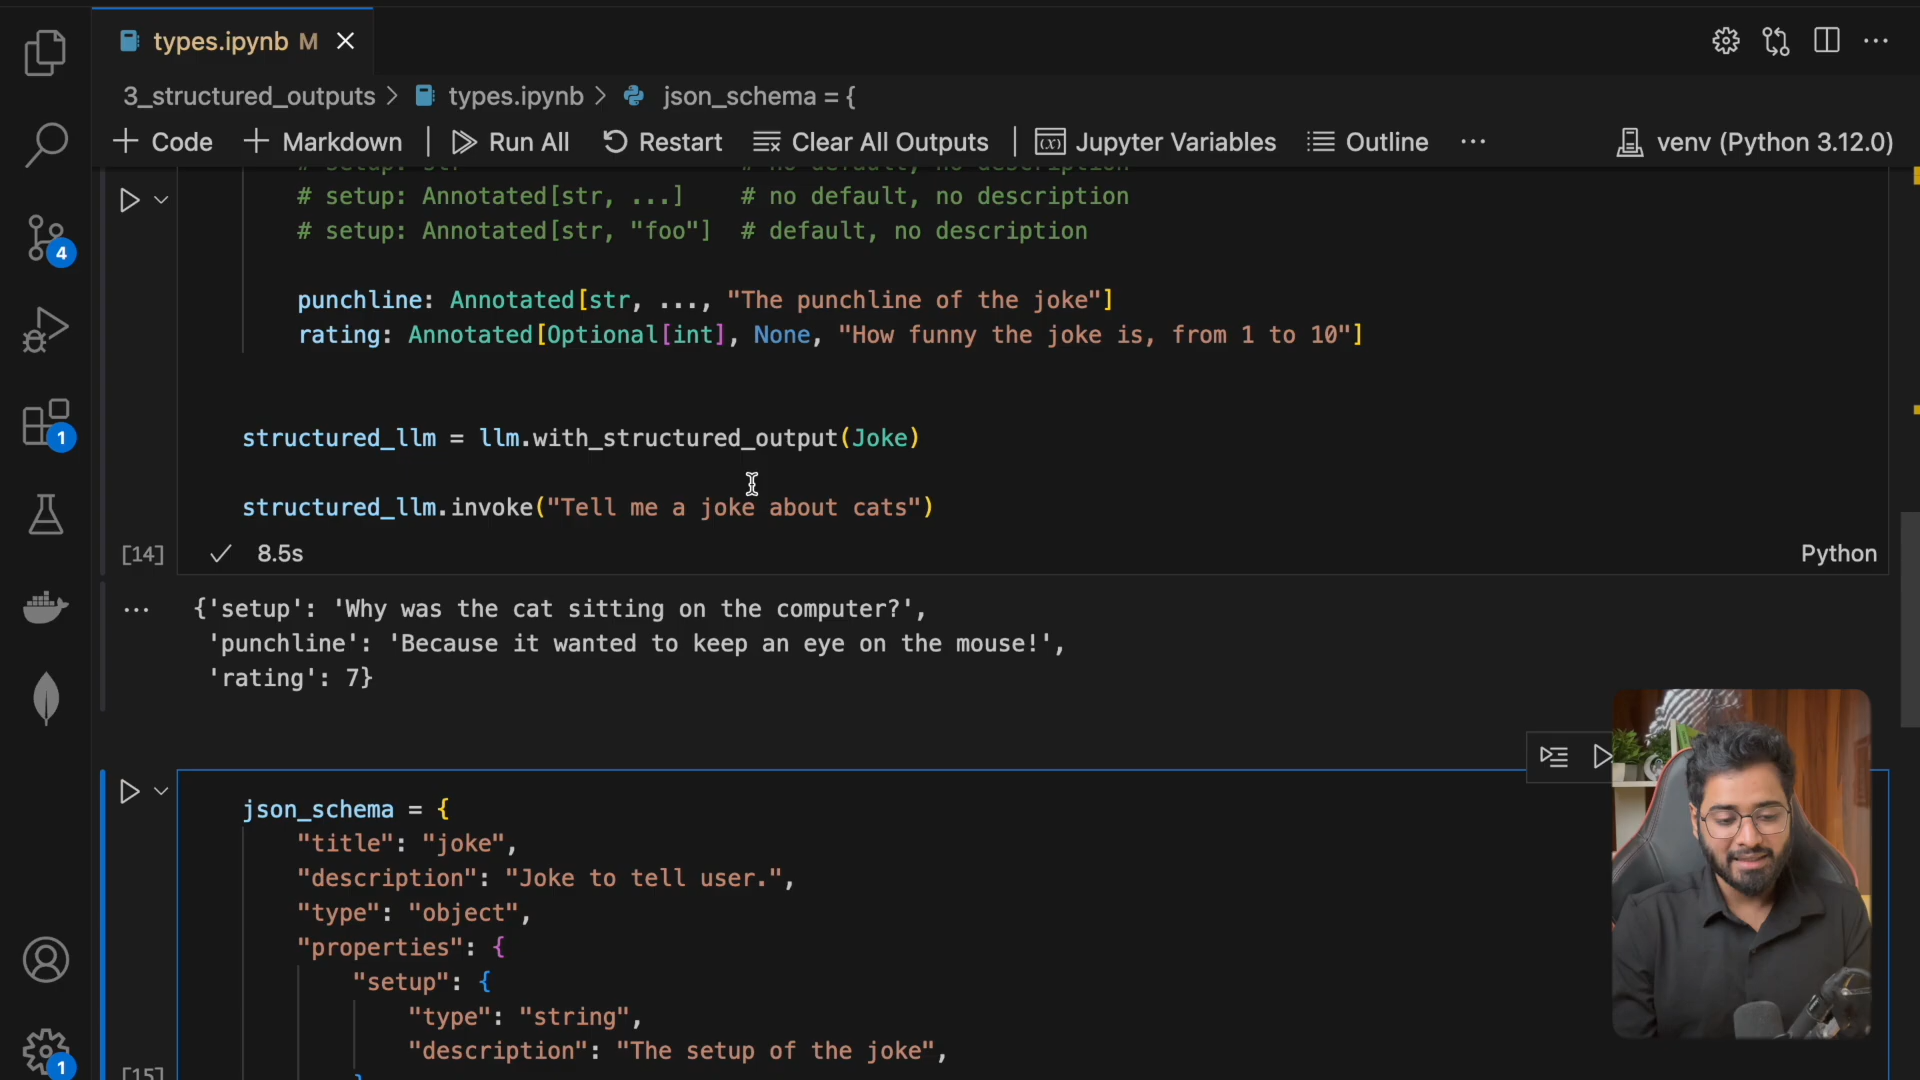 types.ipynb M
3_structured_outputs > types.ipynb > json_schema = {
Code Markdown Run All Restart Clear All Outputs Jupyter Variables Outline ... venv (Python 3.12.0)
# setup: Annotated[str, ...]    # no default, no description
# setup: Annotated[str, "foo"]  # default, no description
punchline: Annotated[str, ..., "The punchline of the joke"]
rating: Annotated[Optional[int], None, "How funny the joke is, from 1 to 10"]
4
1
structured_llm = llm.with_structured_output(Joke)
structured_llm.invoke("Tell me a joke about cats")
[14] 8.5s Python
{'setup': 'Why was the cat sitting on the computer?',
'punchline': 'Because it wanted to keep an eye on the mouse!',
'rating': 7}
json_schema = {
"title": "joke",
"description": "Joke to tell user.",
"type": "object",
"properties": {
"setup": {
"type": "string",
"description": "The setup of the joke",
1
[15]